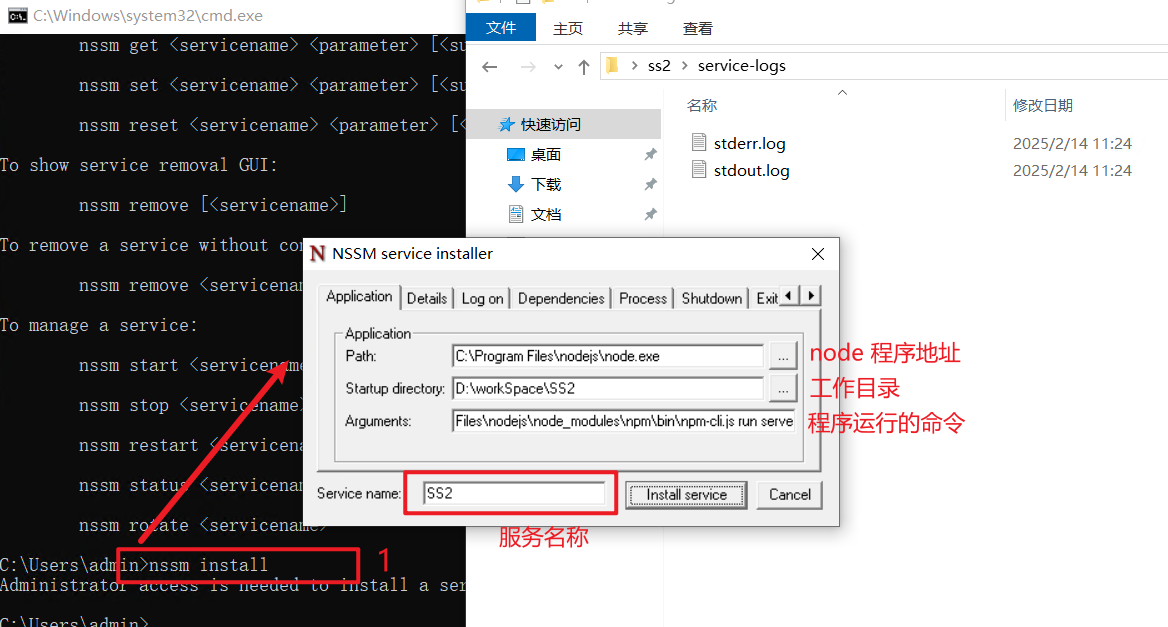 C:\Windows\system32\cmd.exe
nssm get <servicename> <parameter> [<su
nssm set <servicename> <parameter> [<su
nssm reset <servicename> <parameter> [<
To show service removal GUI:
nssm remove [<servicename>]
To remove a service without con
nssm remove <servicenam
To manage a service:
nssm start <servicename
nssm stop <servicename>
nssm restart <servicena
nssm status <servicenam
nssm rotate <servicename>
C:\Users\admin>nssm install
Administrator access is needed to install a ser
C:\Users\admin>
1
文件
主页
共享
查看
ss2
service-logs
名称
修改日期
快速访问
桌面
下载
文档
stderr.log
2025/2/14 11:24
stdout.log
2025/2/14 11:24
NSSM service installer
Application
Details
Log on
Dependencies
Process
Shutdown
Exit
Application
Path:
C:\Program Files\nodejs\node.exe
...
node 程序地址
Startup directory:
D:\workSpace\SS2
...
工作目录
Arguments:
Files\nodejs\node_modules\npm\bin\npm-cli.js run serve
程序运行的命令
Service name:
SS2
Install service
Cancel
服务名称